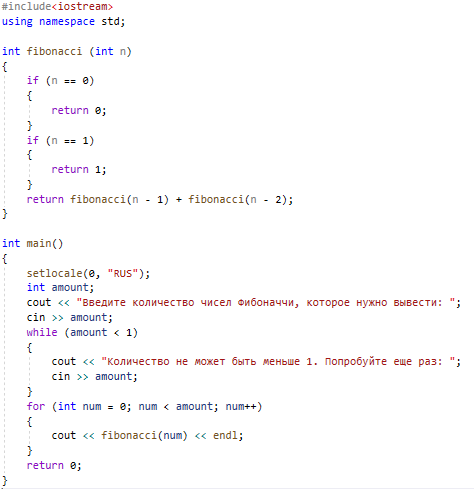 #include<iostream>
using namespace std;
int fibonacci (int n)
{
if (n == 0)
{
return 0;
}
if (n == 1)
{
return 1;
}
return fibonacci(n - 1) + fibonacci(n - 2);
}
int main()
{
setlocale(0, "RUS");
int amount;
cout << "Введите количество чисел Фибоначчи, которое нужно вывести: ";
cin >> amount;
while (amount < 1)
{
cout << "Количество не может быть меньше 1. Попробуйте еще раз: ";
cin >> amount;
}
for (int num = 0; num < amount; num++)
{
cout << fibonacci(num) << endl;
}
return 0;
}